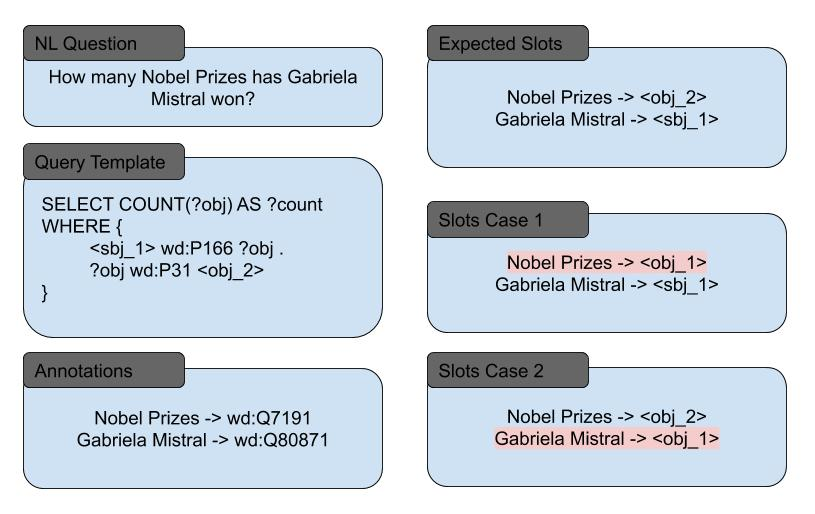 NL Question
How many Nobel Prizes has Gabriela
Mistral won?
Query Template
SELECT COUNT(?obj) AS ?count
WHERE {
<sbj_1> wd:P166 ?obj .
?obj wd:P31 <obj_2>
}
Annotations
Nobel Prizes -> wd:Q7191
Gabriela Mistral -> wd:Q80871
Expected Slots
Nobel Prizes -> <obj_2>
Gabriela Mistral -> <sbj_1>
Slots Case 1
Nobel Prizes -> <obj_1>
Gabriela Mistral -> <sbj_1>
Slots Case 2
Nobel Prizes -> <obj_2>
Gabriela Mistral -> <obj_1>